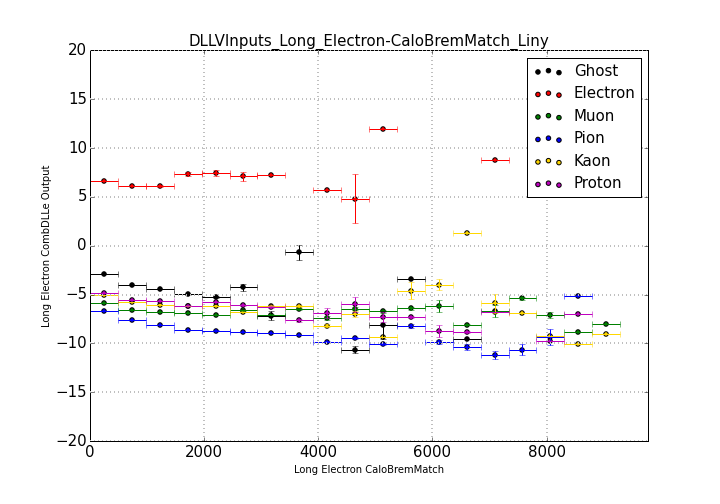 DLLVInputs_Long_Electron-CaloBremMatch_Liny
20
15
10
5
0
−5
−10
−15
−20
Long Electron CombDLLe Output
Ghost
Electron
Muon
Pion
Kaon
Proton
0 2000 4000 6000 8000
Long Electron CaloBremMatch